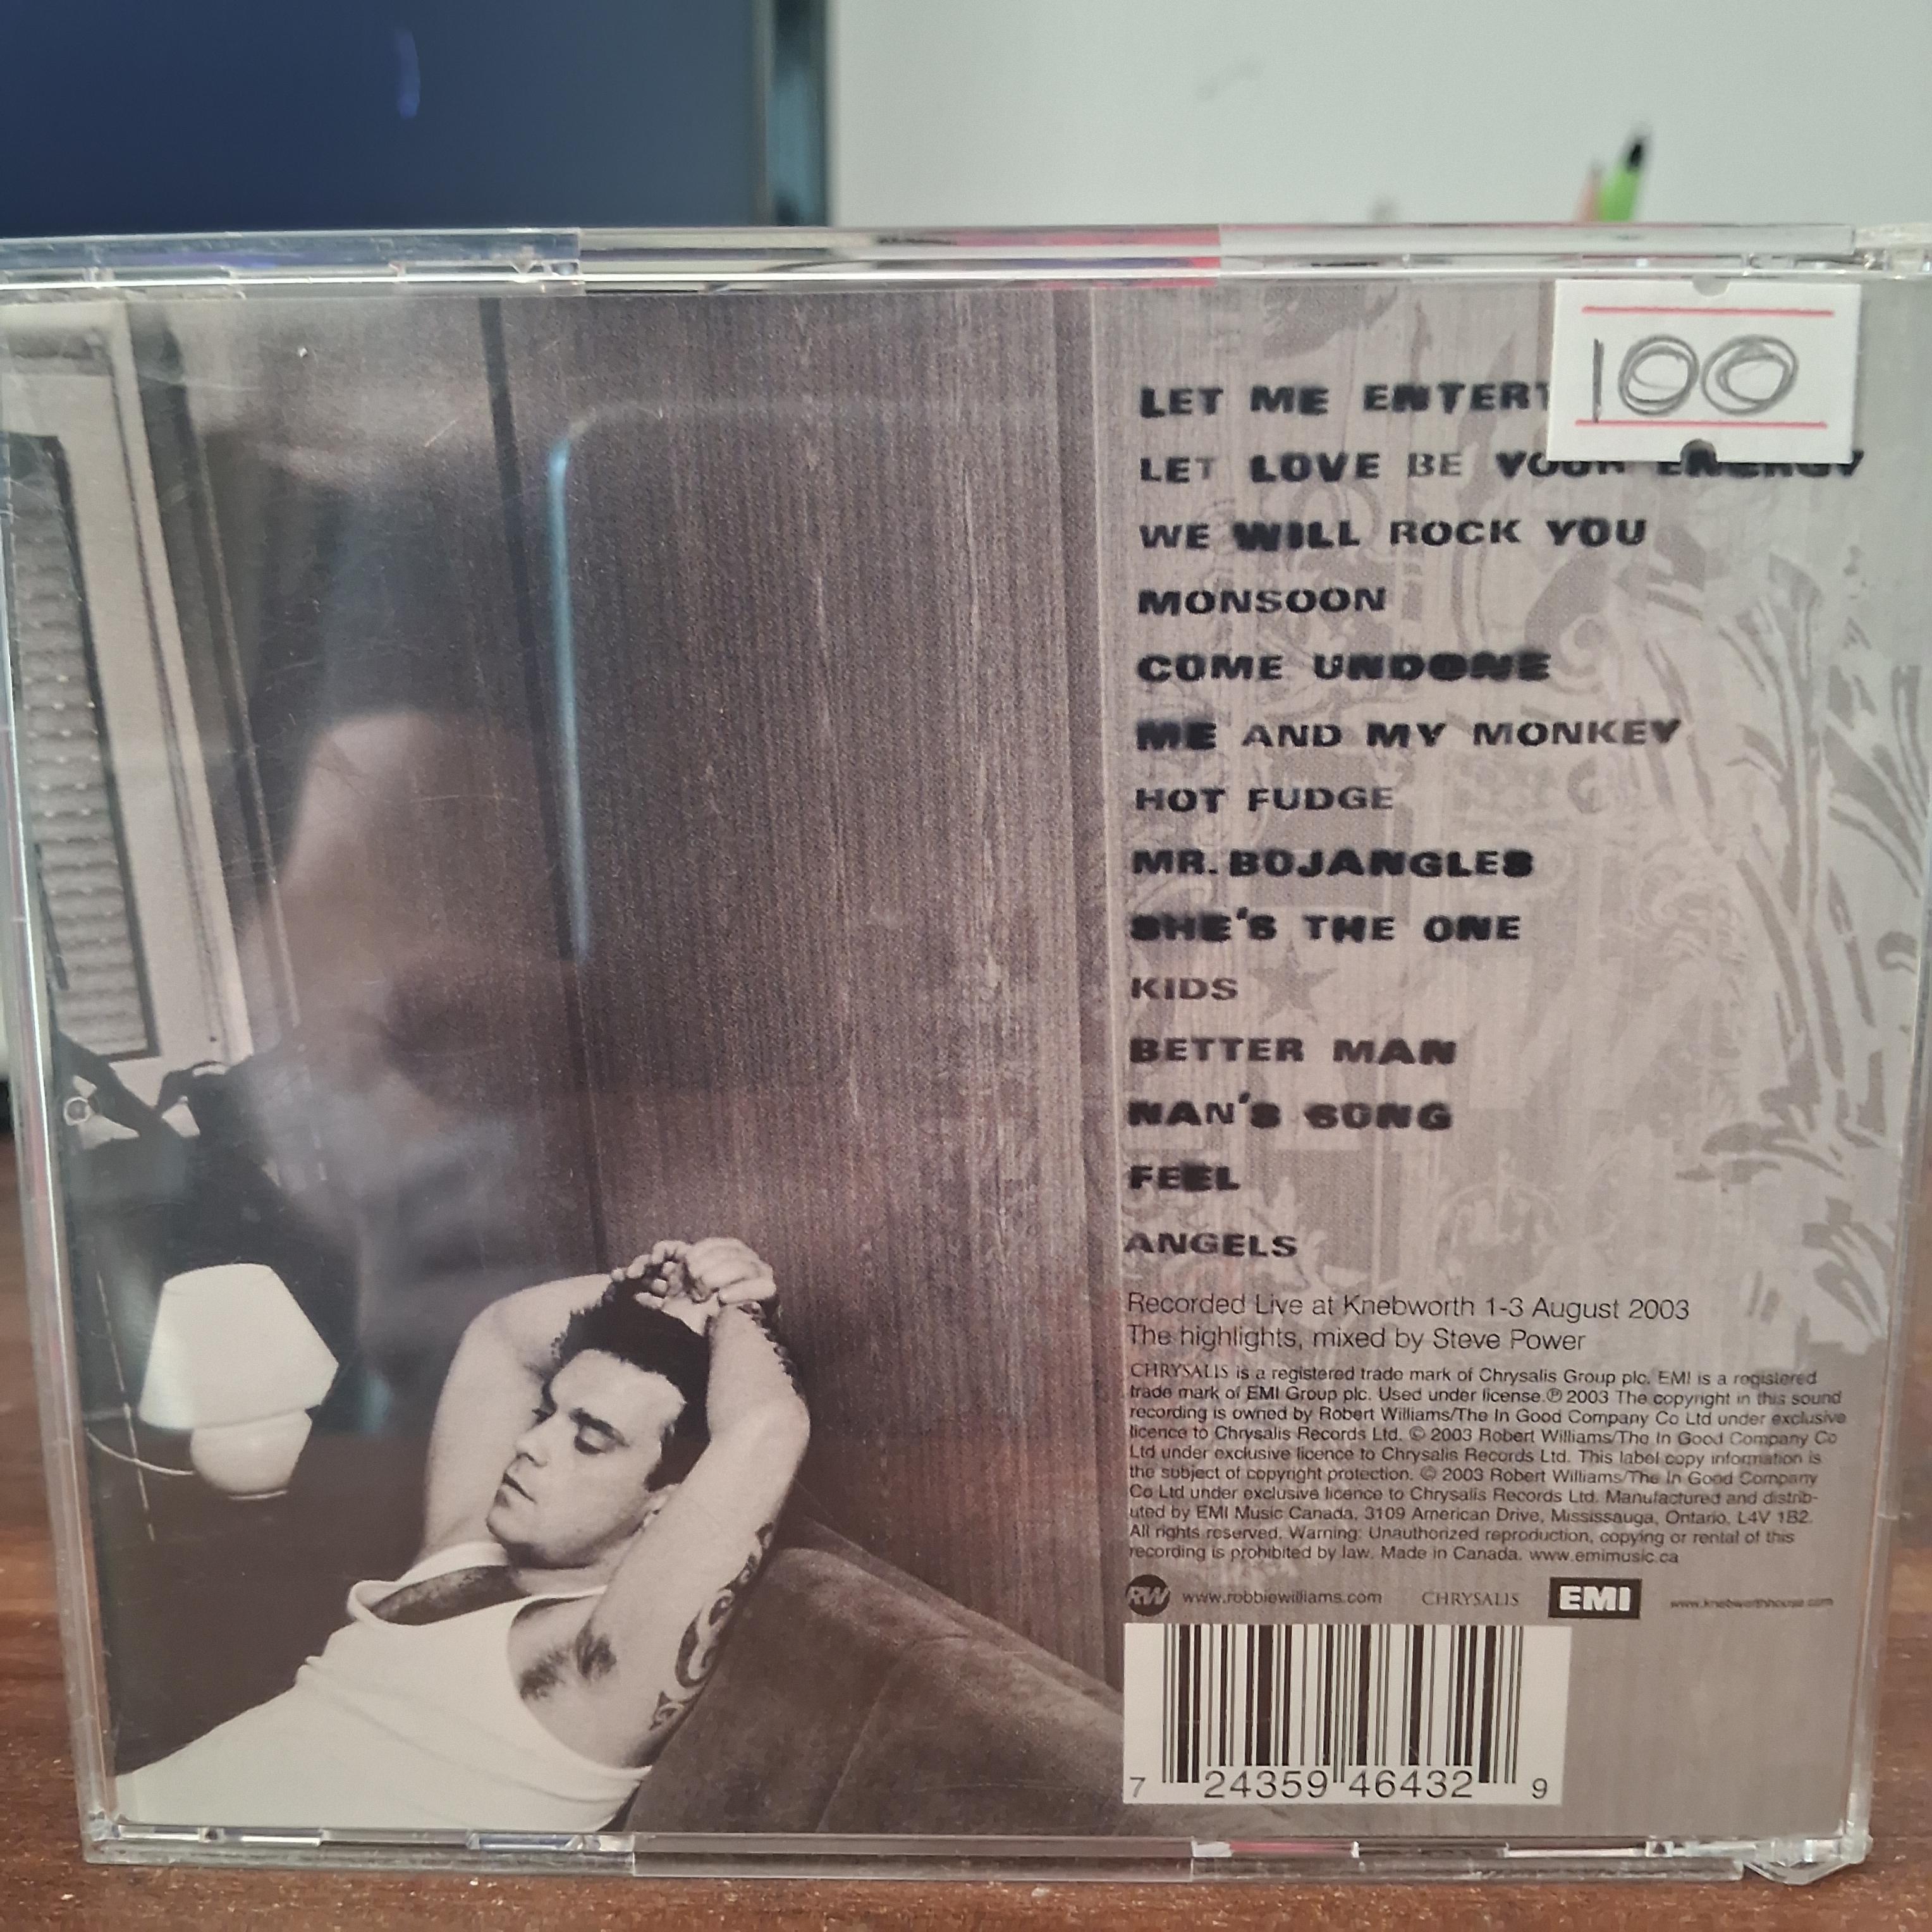 100
LET ME ENTERT
LET LOVE BE YOUR ENERGY
WE WILL ROCK YOU
MONSOON
COME UNDONE
ME AND MY MONKEY
HOT FUDGE
MR. BOJANGLES
SHE'S THE ONE
KIDS
BETTER MAN
NAN'S SONG
FEEL
ANGELS
Recorded Live at Knebworth 1-3 August 2003
The highlights, mixed by Steve Power
CHRYSALIS is a registered trade mark of Chrysalis Group plc. EMI is a registered
trade mark of EMI Group plc. Used under license.℗ 2003 The copyright in this sound
recording is owned by Robert Williams/The In Good Company Co Ltd under exclusive
licence to Chrysalis Records Ltd. © 2003 Robert Williams/The In Good Company Co
Ltd under exclusive licence to Chrysalis Records Ltd. This label copy information is
the subject of copyright protection. © 2003 Robert Williams/The In Good Company
Co Ltd under exclusive licence to Chrysalis Records Ltd. Manufactured and distrib-
uted by EMI Music Canada, 3109 American Drive, Mississauga, Ontario, L4V 1B2.
All rights reserved. Warning: Unauthorized reproduction, copying or rental of this
recording is prohibited by law. Made in Canada. www.emimusic.ca
RW www.robbiewilliams.com CHRYSALIS EMI www.knebworthhouse.com
7 24359 46432 9